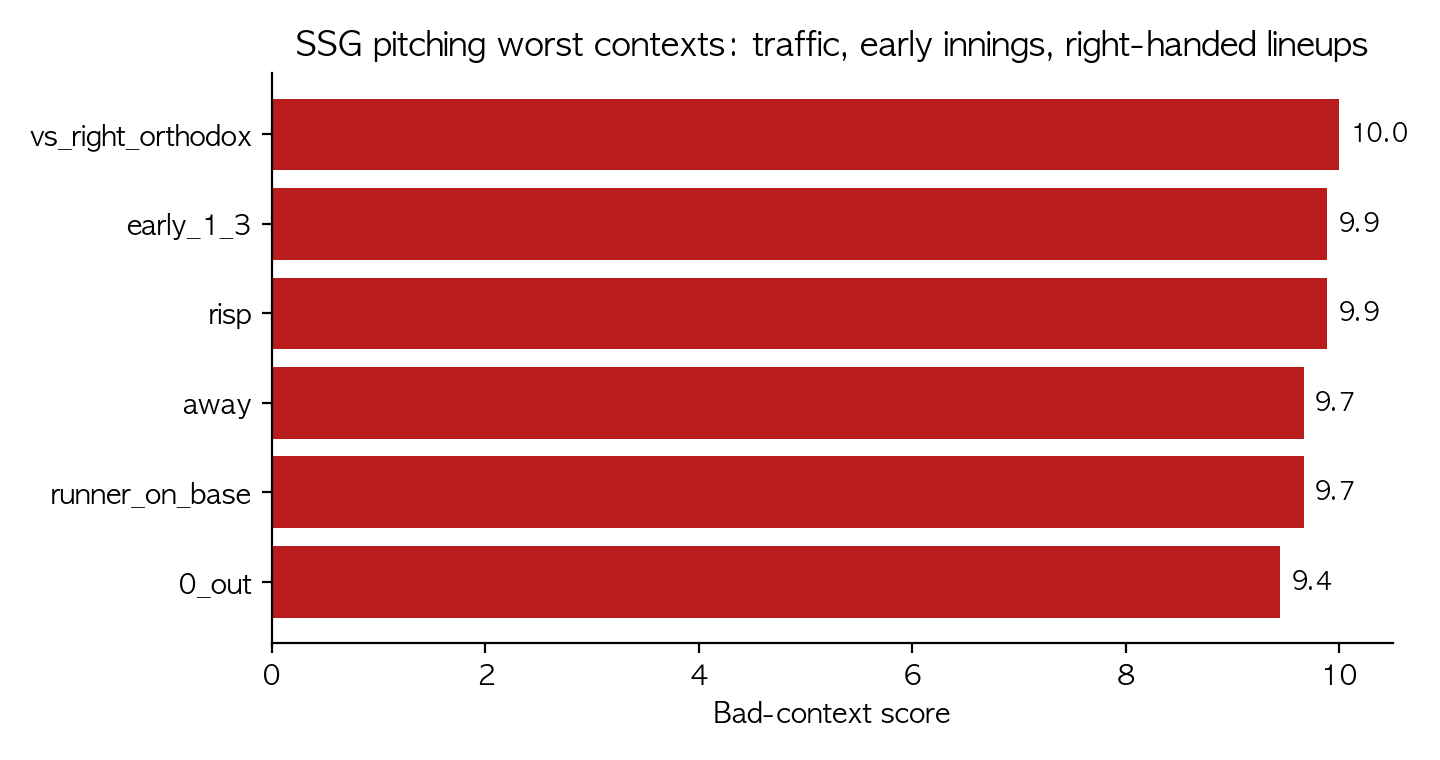 SSG pitching worst contexts: traffic, early innings, right-handed lineups
vs_right_orthodox
10.0
early_1_3
9.9
risp
9.9
away
9.7
runner_on_base
9.7
0_out
9.4
0 2 4 6 8 10
Bad-context score